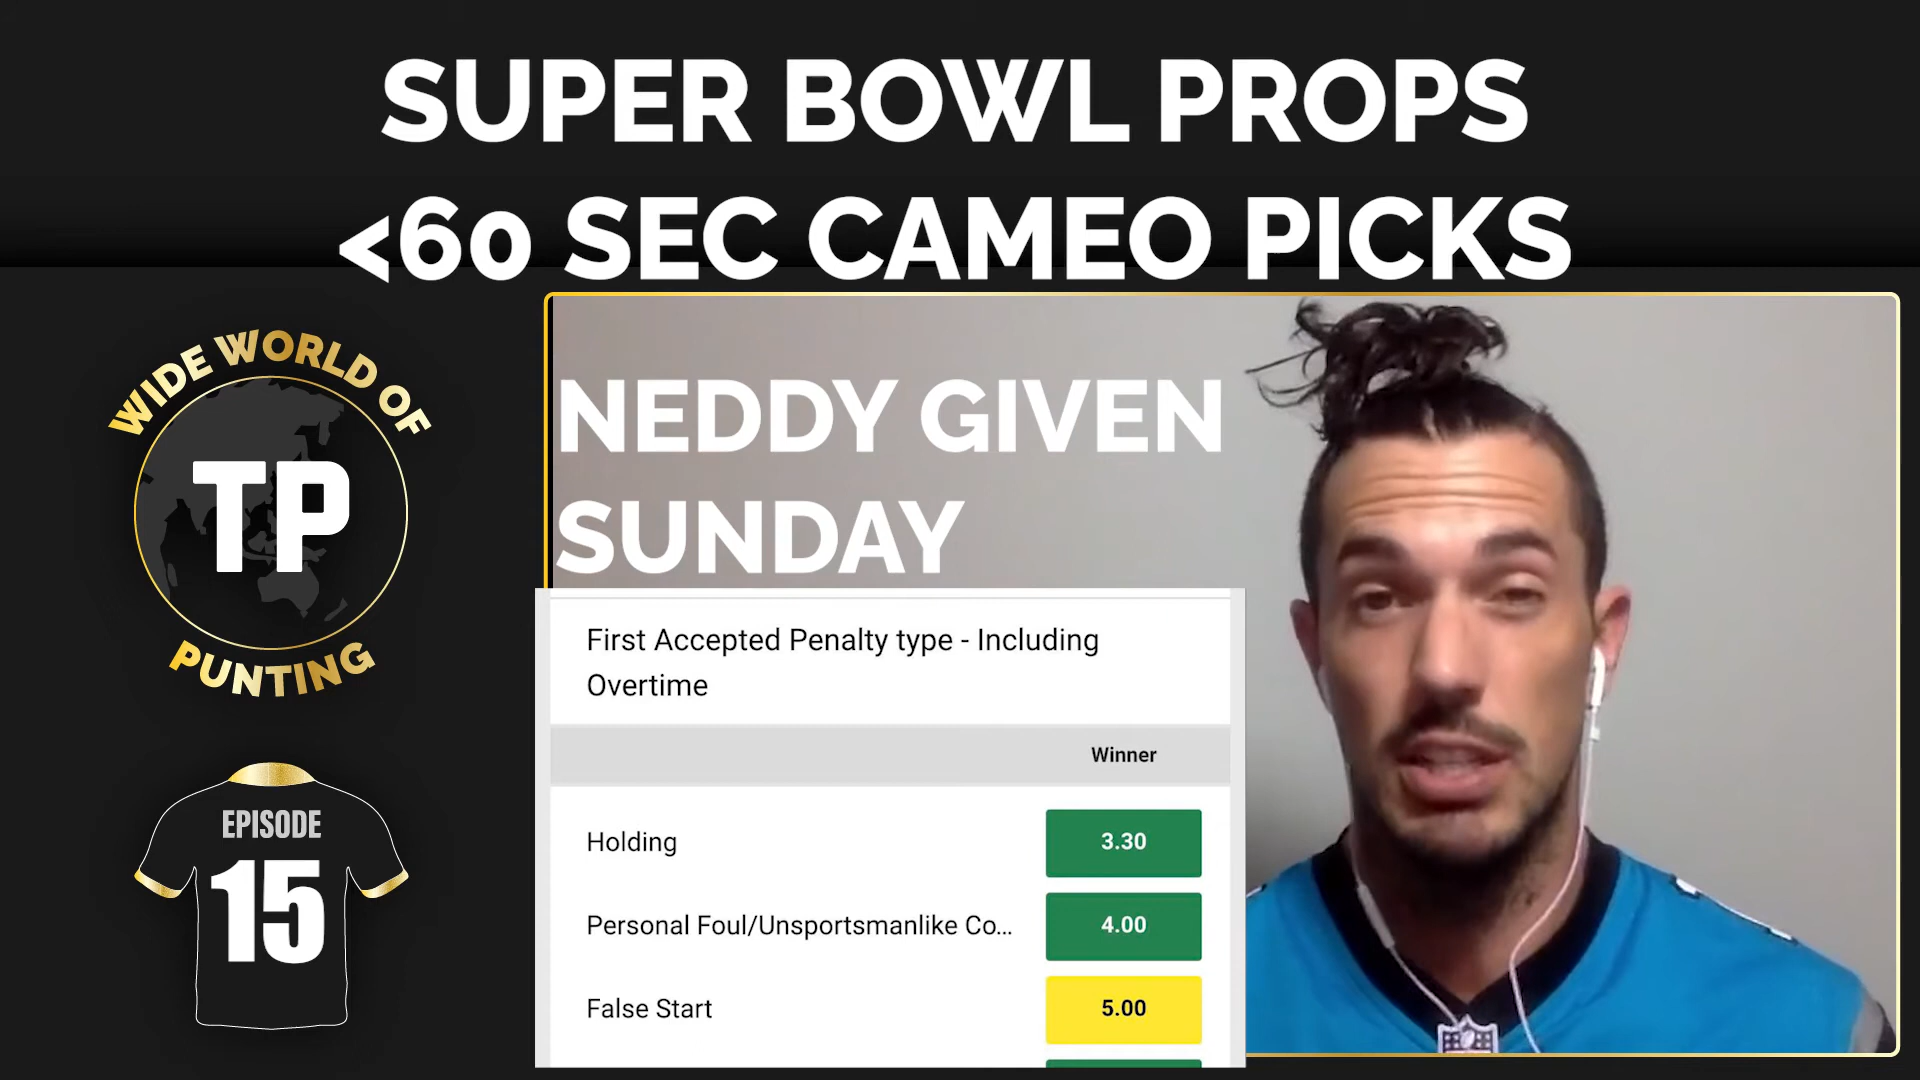 SUPER BOWL PROPS
<60 SEC CAMEO PICKS
WIDE WORLD OF
TP
PUNTING
EPISODE
15
NEDDY GIVEN
SUNDAY
First Accepted Penalty type - Including
Overtime
Winner
Holding
3.30
Personal Foul/Unsportsmanlike Co...
4.00
False Start
5.00